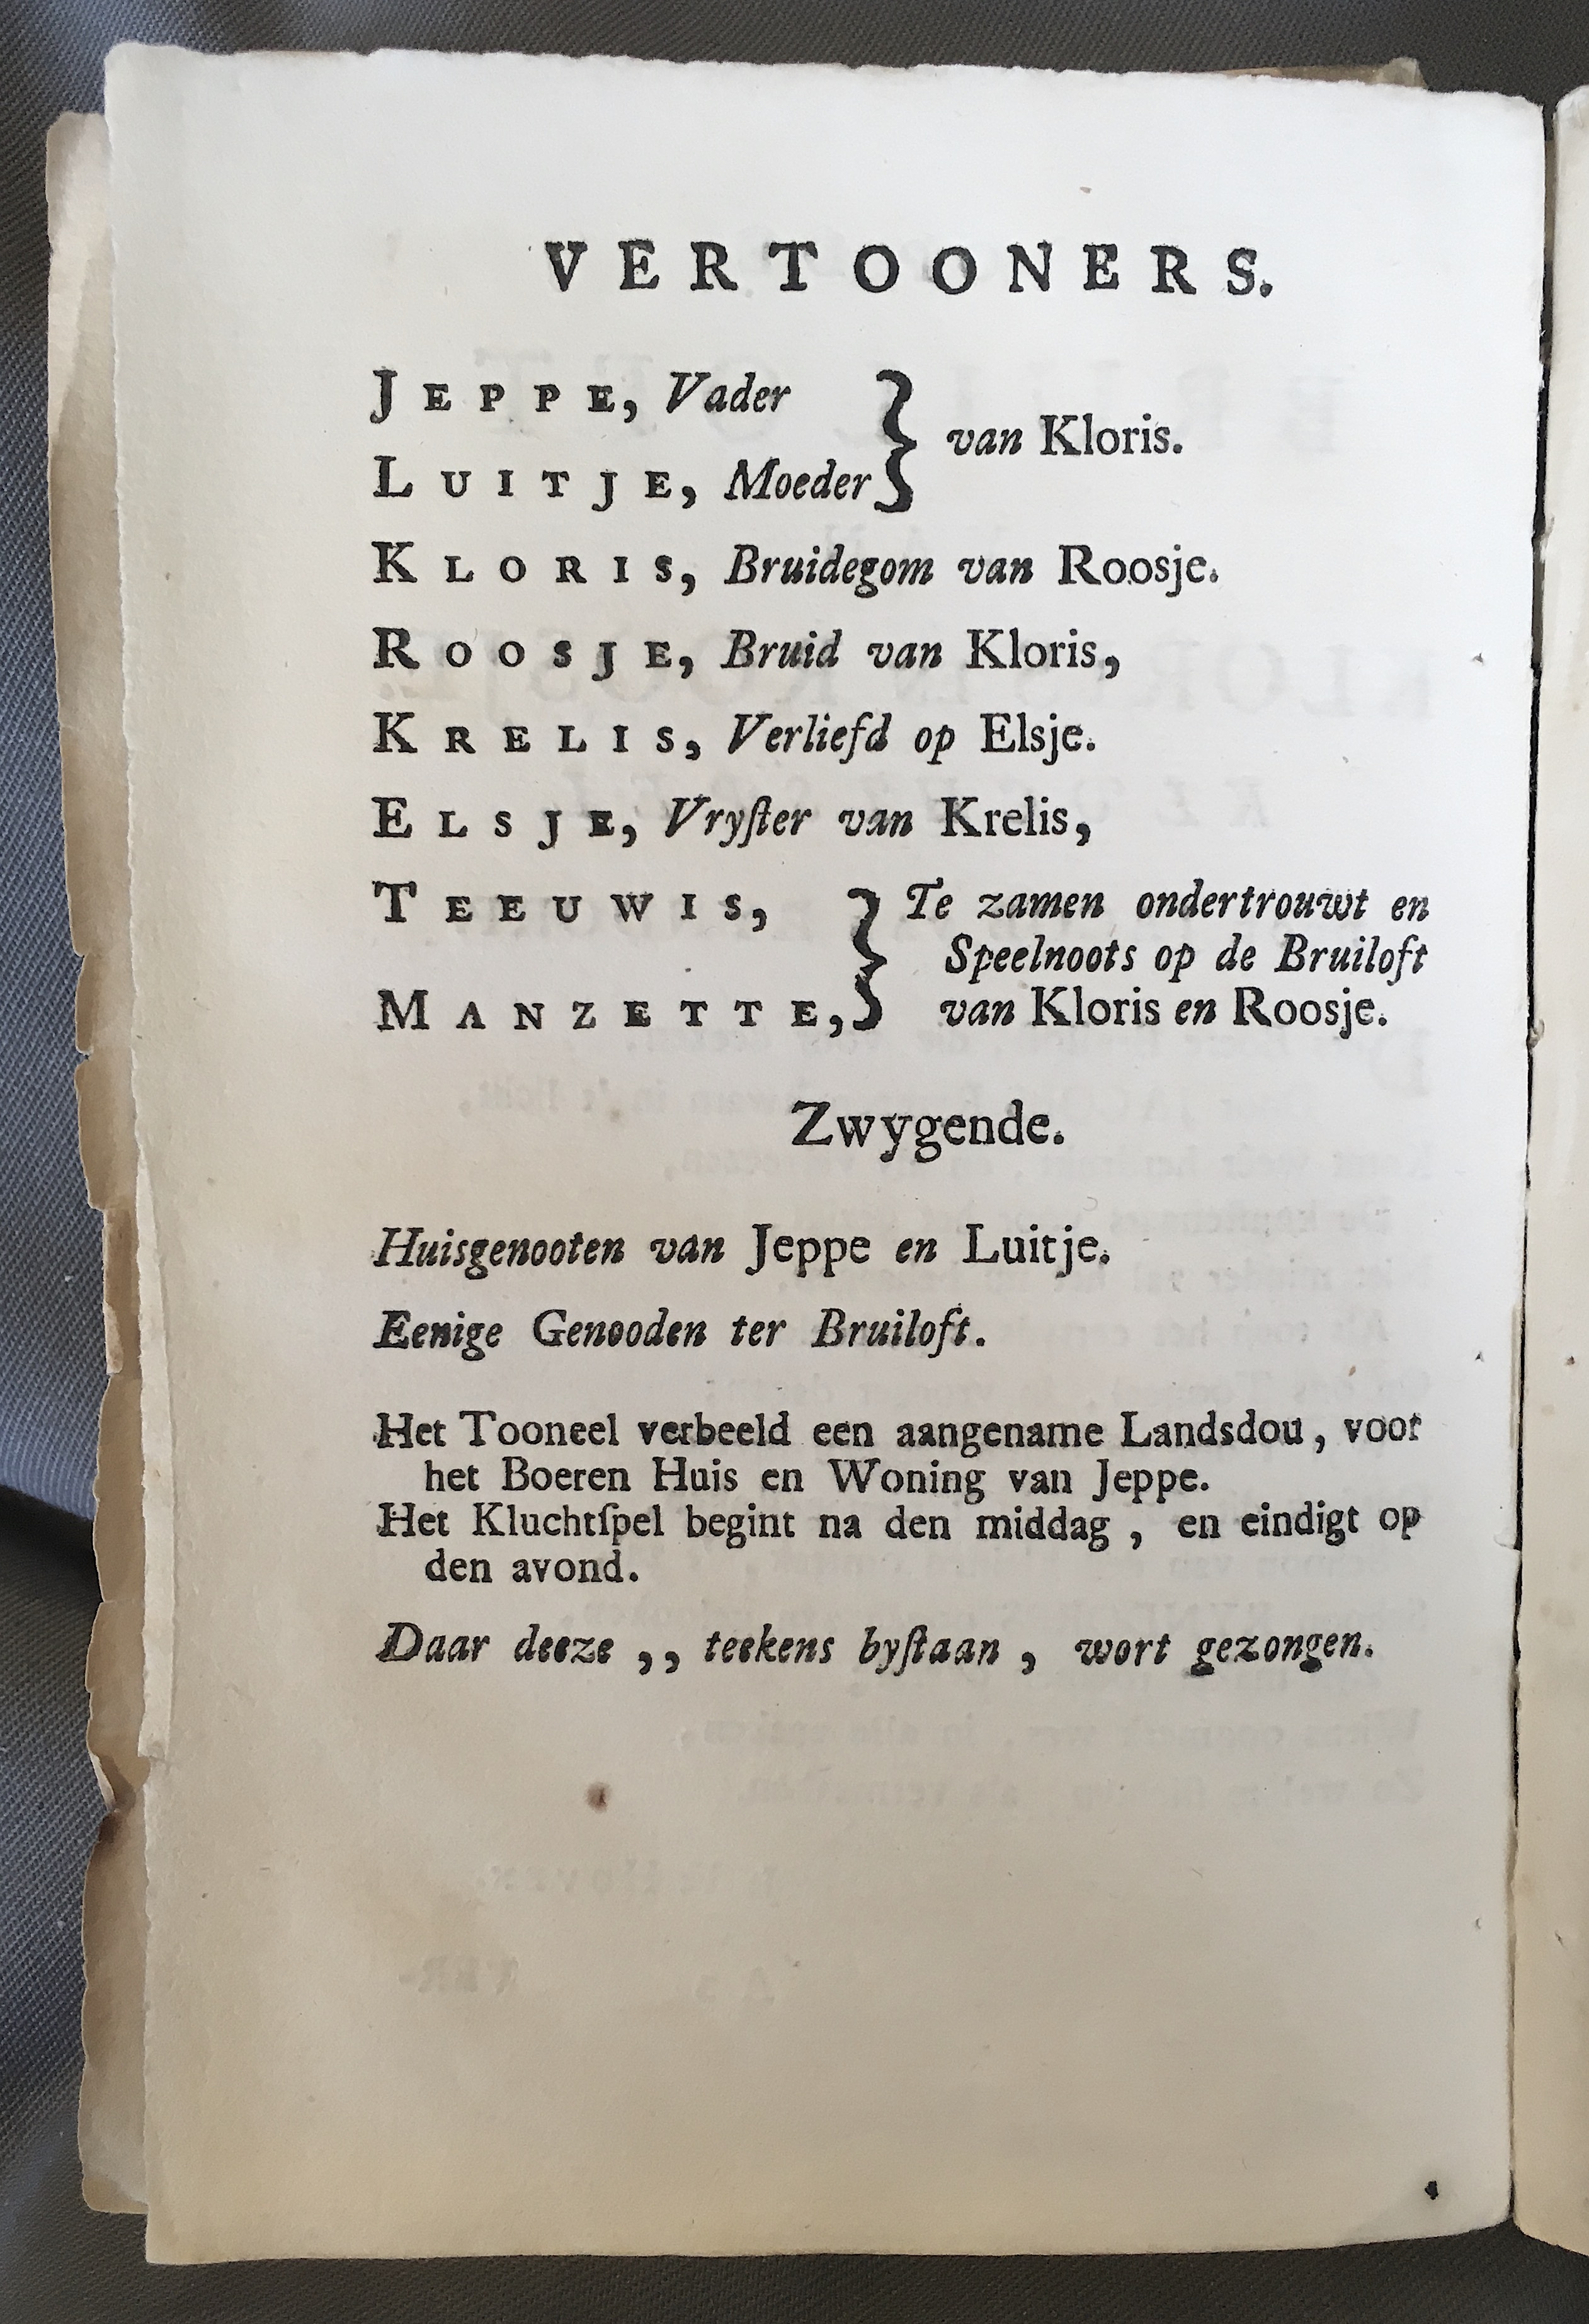 VERTOONERS.
JEPPE, Vader
van Kloris.
LUITJE, Moeder
KLORIS, Bruidegom van Roosje.
ROOSJE, Bruid van Kloris,
KRELIS, Verliefd op Elsje.
ELSJE, Vryſter van Krelis,
TEEUWIS, } Te zamen ondertrouwt en
Speelnoots op de Bruiloft
MANZETTE, van Kloris en Roosje.
Zwygende.
Huisgenooten van Jeppe en Luitje.
Eenige Genooden ter Bruiloft.
Het Tooneel verbeeld een aangename Landsdou, voor
het Boeren Huis en Woning van Jeppe.
Het Kluchtſpel begint na den middag, en eindigt op
den avond.
Daar deeze ,, teekens byſtaan, wort gezongen.